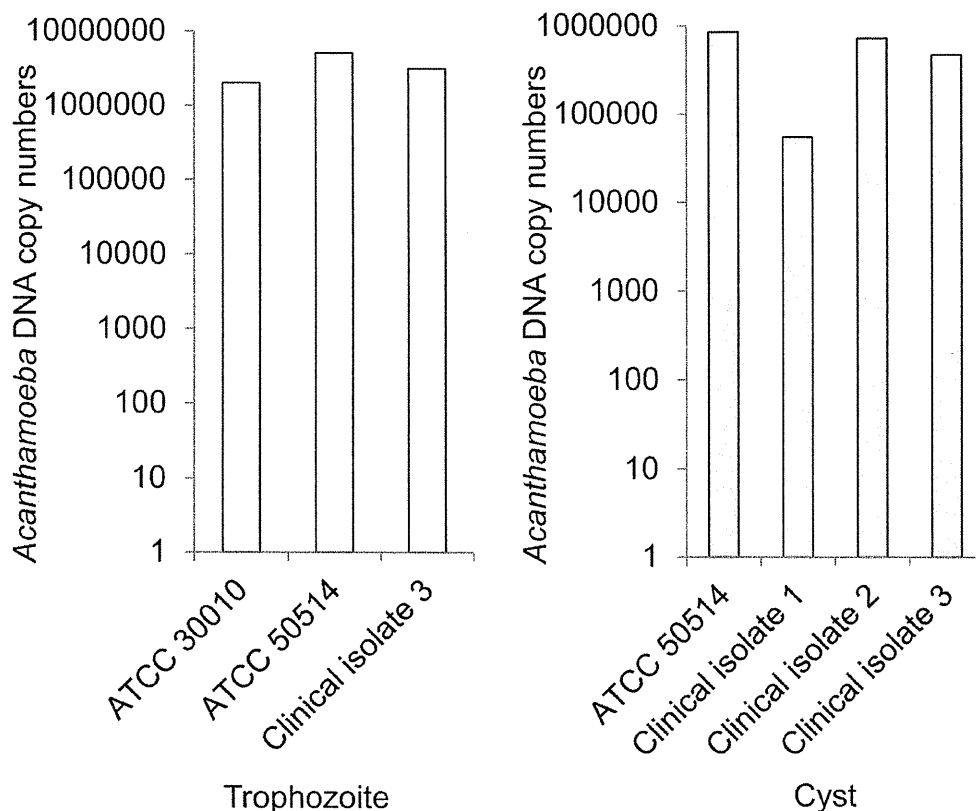 Acanthamoeba DNA copy numbers
10000000
1000000
100000
10000
1000
100
10
1
ATCC 30010
ATCC 50514
Clinical isolate 3
Trophozoite
Acanthamoeba DNA copy numbers
1000000
100000
10000
1000
100
10
1
ATCC 50514
Clinical isolate 1
Clinical isolate 2
Clinical isolate 3
Cyst